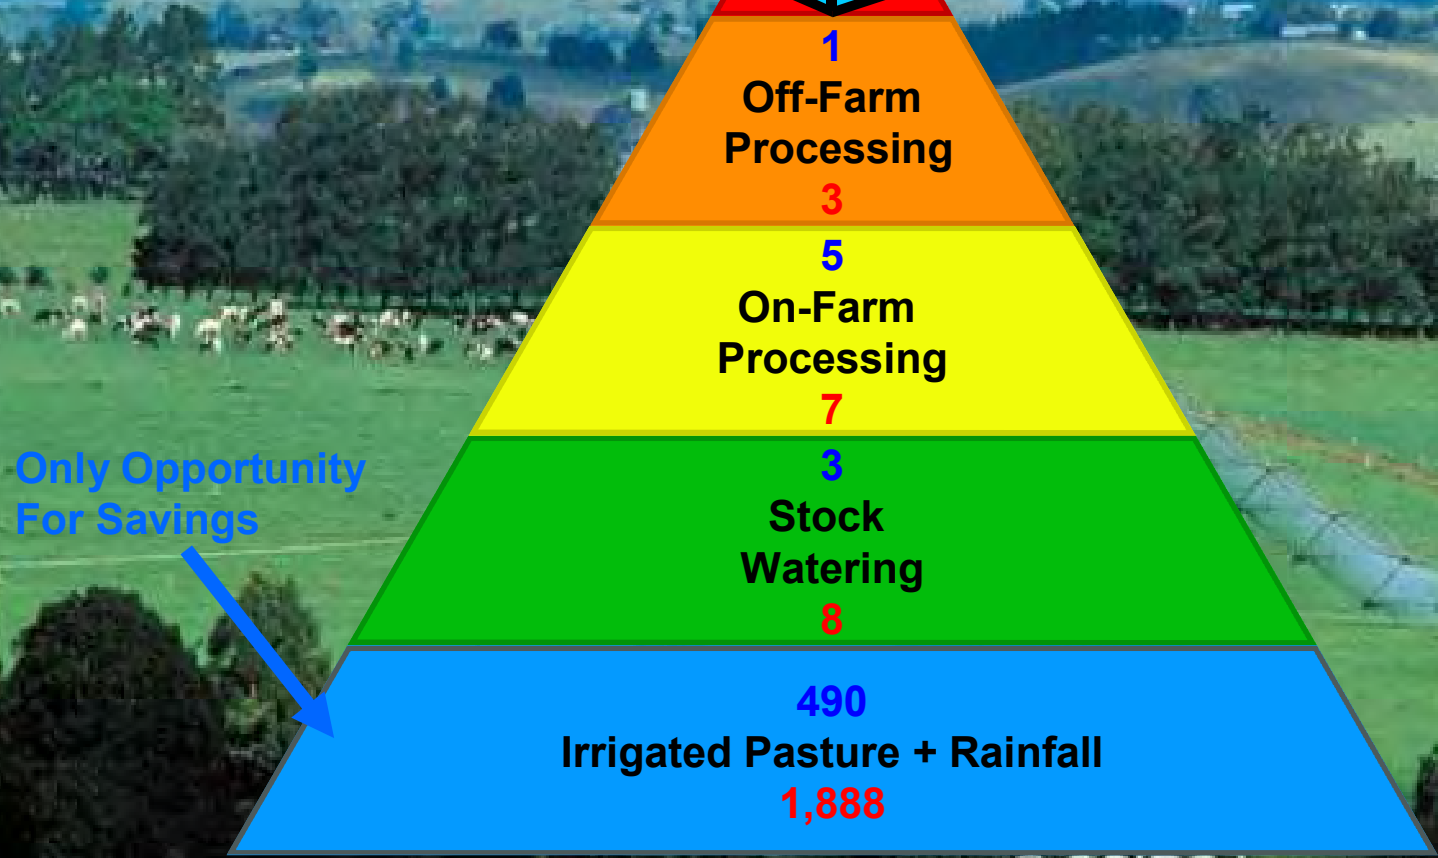 1
Off-Farm
Processing
3
5
On-Farm
Processing
7
Only Opportunity
For Savings
3
Stock
Watering
8
490
Irrigated Pasture + Rainfall
1,888